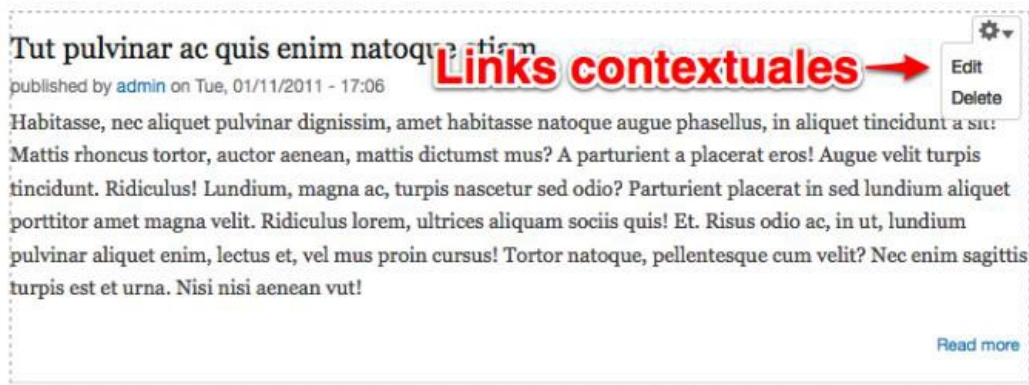 Tut pulvinar ac quis enim natoque etiam
Links contextuales
Edit
Delete
published by admin on Tue, 01/11/2011 - 17:06
Habitasse, nec aliquet pulvinar dignissim, amet habitasse natoque augue phasellus, in aliquet tincidunt a sit!
Mattis rhoncus tortor, auctor aenean, mattis dictumst mus? A parturient a placerat eros! Augue velit turpis
tincidunt. Ridiculus! Lundium, magna ac, turpis nascetur sed odio? Parturient placerat in sed lundium aliquet
porttitor amet magna velit. Ridiculus lorem, ultrices aliquam sociis quis! Et. Risus odio ac, in ut, lundium
pulvinar aliquet enim, lectus et, vel mus proin cursus! Tortor natoque, pellentesque cum velit? Nec enim sagittis
turpis est et urna. Nisi nisi aenean vut!
Read more